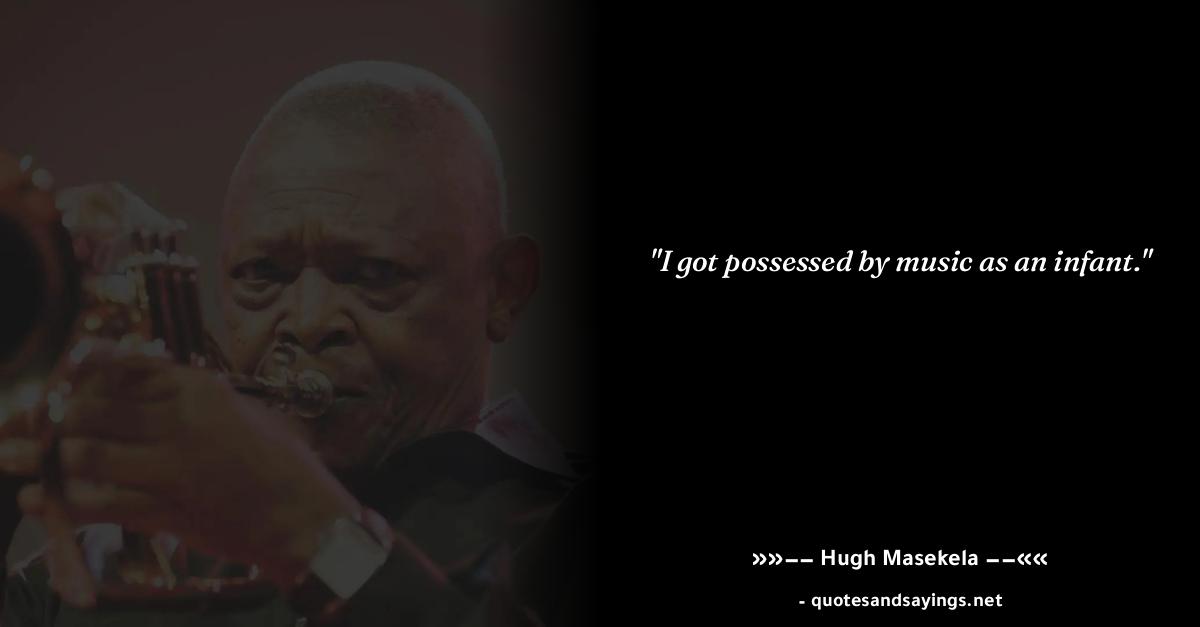 "I got possessed by music as an infant."
»»−− Hugh Masekela −−««
- quotesandsayings.net